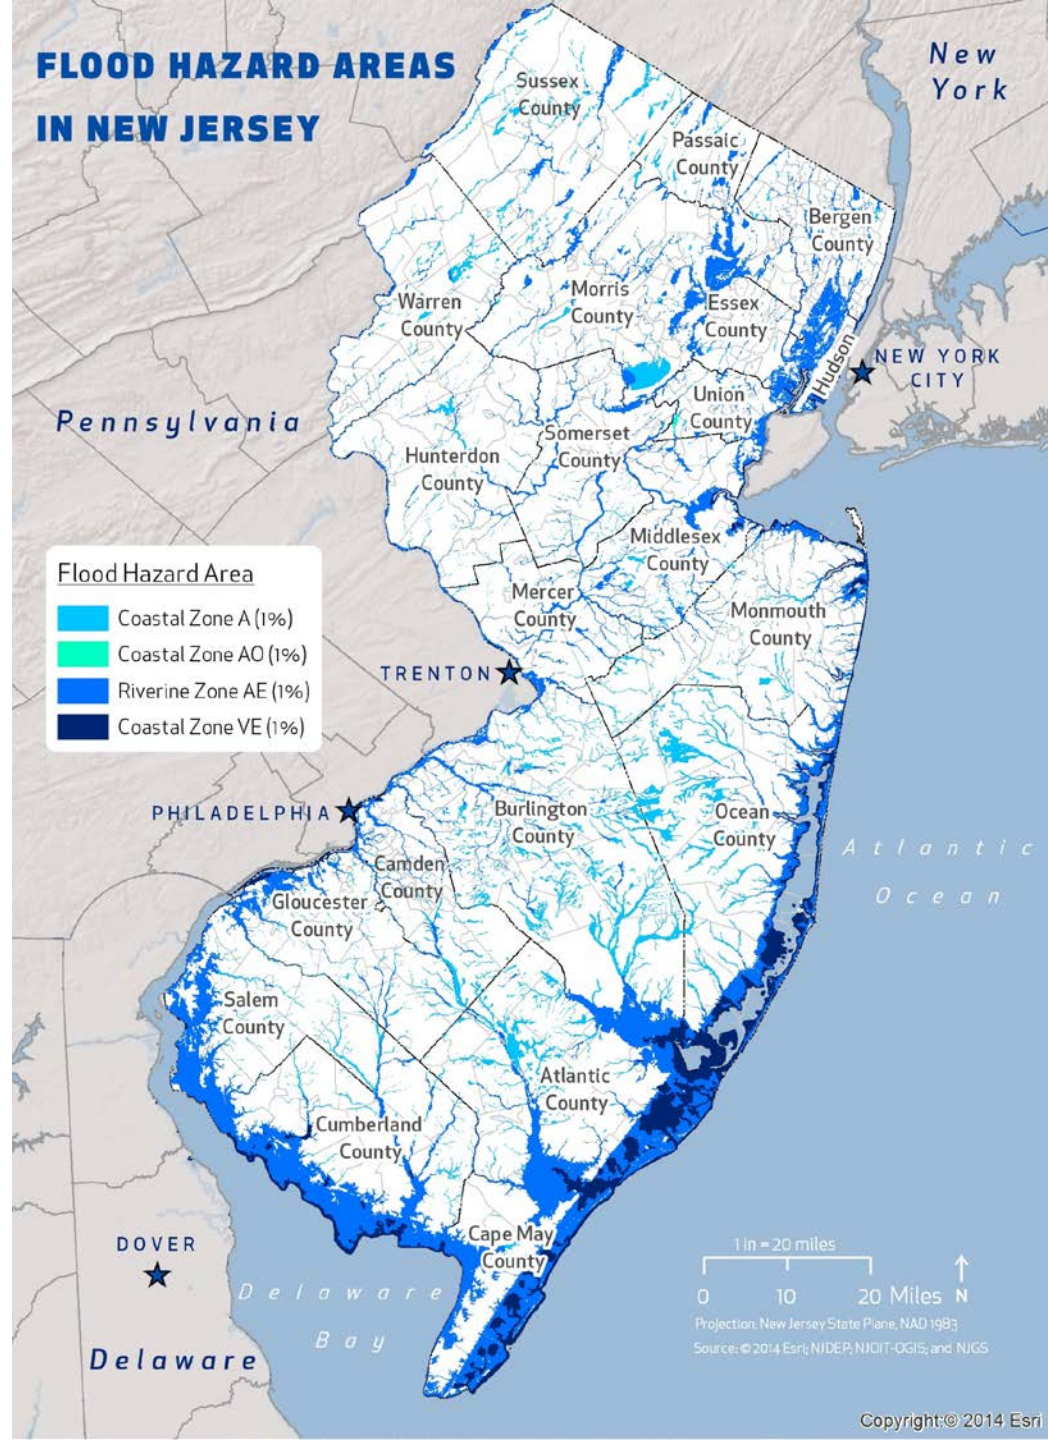 FLOOD HAZARD AREAS
IN NEW JERSEY
New
York
Sussex
County
Passaic
County
Bergen
County
Warren
County
Morris
County
Essex
County
Hudson
NEW YORK
CITY
Union
County
Pennsylvania
Somerset
County
Hunterdon
County
Middlesex
County
Flood Hazard Area
Coastal Zone A (1%)
Coastal Zone AO (1%)
Riverine Zone AE (1%)
Coastal Zone VE (1%)
Mercer
County
Monmouth
County
TRENTON
PHILADELPHIA
Burlington
County
Ocean
County
Atlantic
Ocean
Camden
County
Gloucester
County
Salem
County
Atlantic
County
Cumberland
County
Cape May
County
DOVER
Delaware
Bay
Delaware
1 in = 20 miles
0 10 20 Miles N
Projection: New Jersey State Plane, NAD 1983
Source: © 2014 Esri; NJDEP; NJOIT-OGIS; and NJGS
Copyright:© 2014 Esri